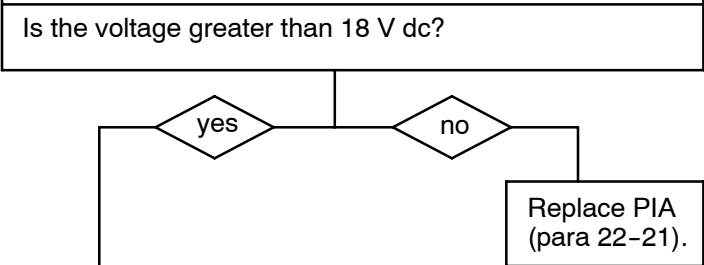 Is the voltage greater than 18 V dc?
yes
no
Replace PIA
(para 22-21).